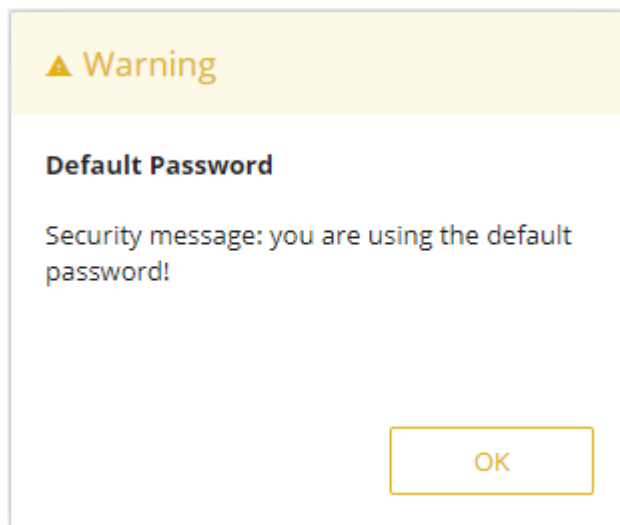 Warning
Default Password
Security message: you are using the default
password!
OK